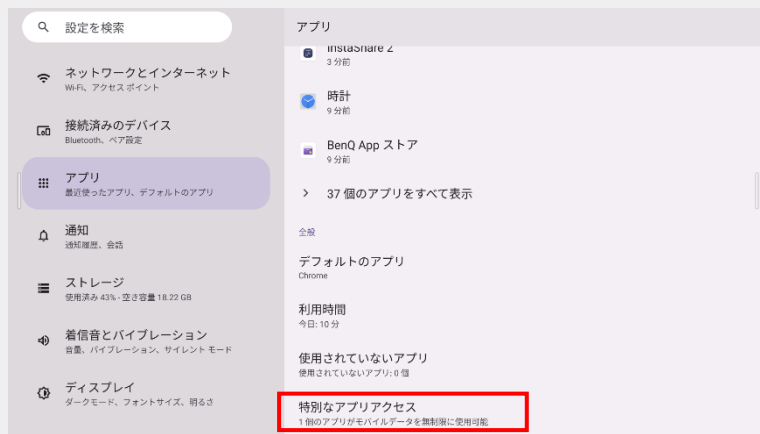 設定を検索
ネットワークとインターネット
Wi-Fi、アクセス ポイント
接続済みのデバイス
Bluetooth、ペア設定
アプリ
最近使ったアプリ、デフォルトのアプリ
通知
通知履歴、会話
ストレージ
使用済み 43% - 空き容量 18.22 GB
着信音とバイブレーション
音量、バイブレーション、サイレント モード
ディスプレイ
ダークモード、フォントサイズ、明るさ
アプリ
InstaShare 2
3 分前
時計
9 分前
BenQ App ストア
9 分前
37 個のアプリをすべて表示
全般
デフォルトのアプリ
Chrome
利用時間
今日: 10 分
使用されていないアプリ
使用されていないアプリ: 0 個
特別なアプリアクセス
1 個のアプリがモバイルデータを無制限に使用可能